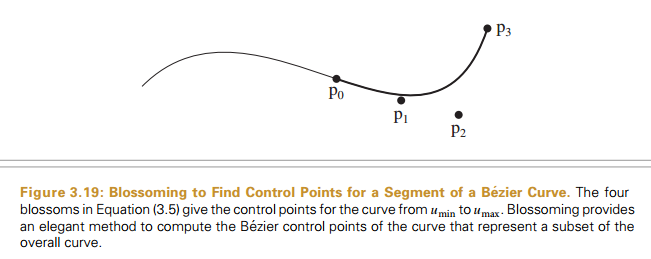 p3
p0
p1
p2
Figure 3.19: Blossoming to Find Control Points for a Segment of a Bézier Curve. The four
blossoms in Equation (3.5) give the control points for the curve from umin to umax. Blossoming provides
an elegant method to compute the Bézier control points of the curve that represent a subset of the
overall curve.